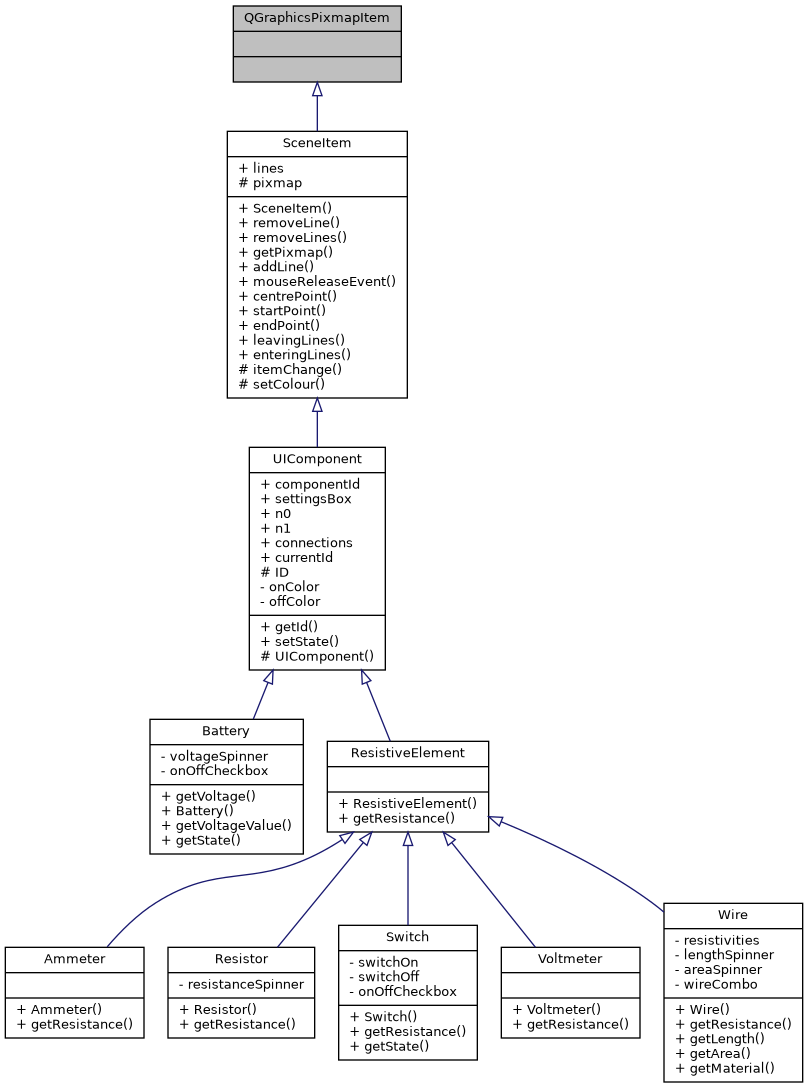 QGraphicsPixmapItem
SceneItem
+ lines
# pixmap
+ SceneItem()
+ removeLine()
+ removeLines()
+ getPixmap()
+ addLine()
+ mouseReleaseEvent()
+ centrePoint()
+ startPoint()
+ endPoint()
+ leavingLines()
+ enteringLines()
# itemChange()
# setColour()
UIComponent
+ componentId
+ settingsBox
+ n0
+ n1
+ connections
+ currentId
# ID
- onColor
- offColor
+ getId()
+ setState()
# UIComponent()
Battery
- voltageSpinner
- onOffCheckbox
+ getVoltage()
+ Battery()
+ getVoltageValue()
+ getState()
ResistiveElement
+ ResistiveElement()
+ getResistance()
Ammeter
+ Ammeter()
+ getResistance()
Resistor
- resistanceSpinner
+ Resistor()
+ getResistance()
Switch
- switchOn
- switchOff
- onOffCheckbox
+ Switch()
+ getResistance()
+ getState()
Voltmeter
+ Voltmeter()
+ getResistance()
Wire
- resistivities
- lengthSpinner
- areaSpinner
- wireCombo
+ Wire()
+ getResistance()
+ getLength()
+ getArea()
+ getMaterial()